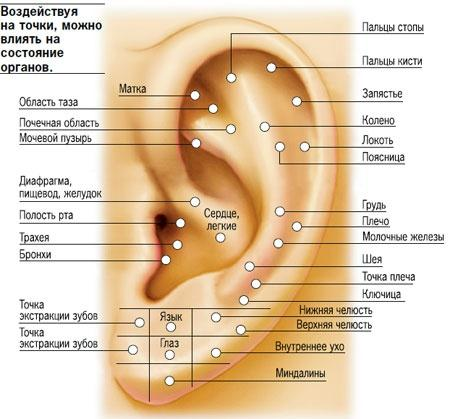 Воздействуя
на точки, можно
влиять на
состояние
органов.
Матка
Область таза
Почечная область
Мочевой пузырь
Диафрагма,
пищевод, желудок
Полость рта
Трахея
Бронхи
Точка
экстракции зубов
Точка
экстракции зубов
Сердце,
легкие
Язык
Глаз
Пальцы стопы
Пальцы кисти
Запястье
Колено
Локоть
Поясница
Грудь
Плечо
Молочные железы
Шея
Точка плеча
Ключица
Нижняя челюсть
Верхняя челюсть
Внутреннее ухо
Миндалины